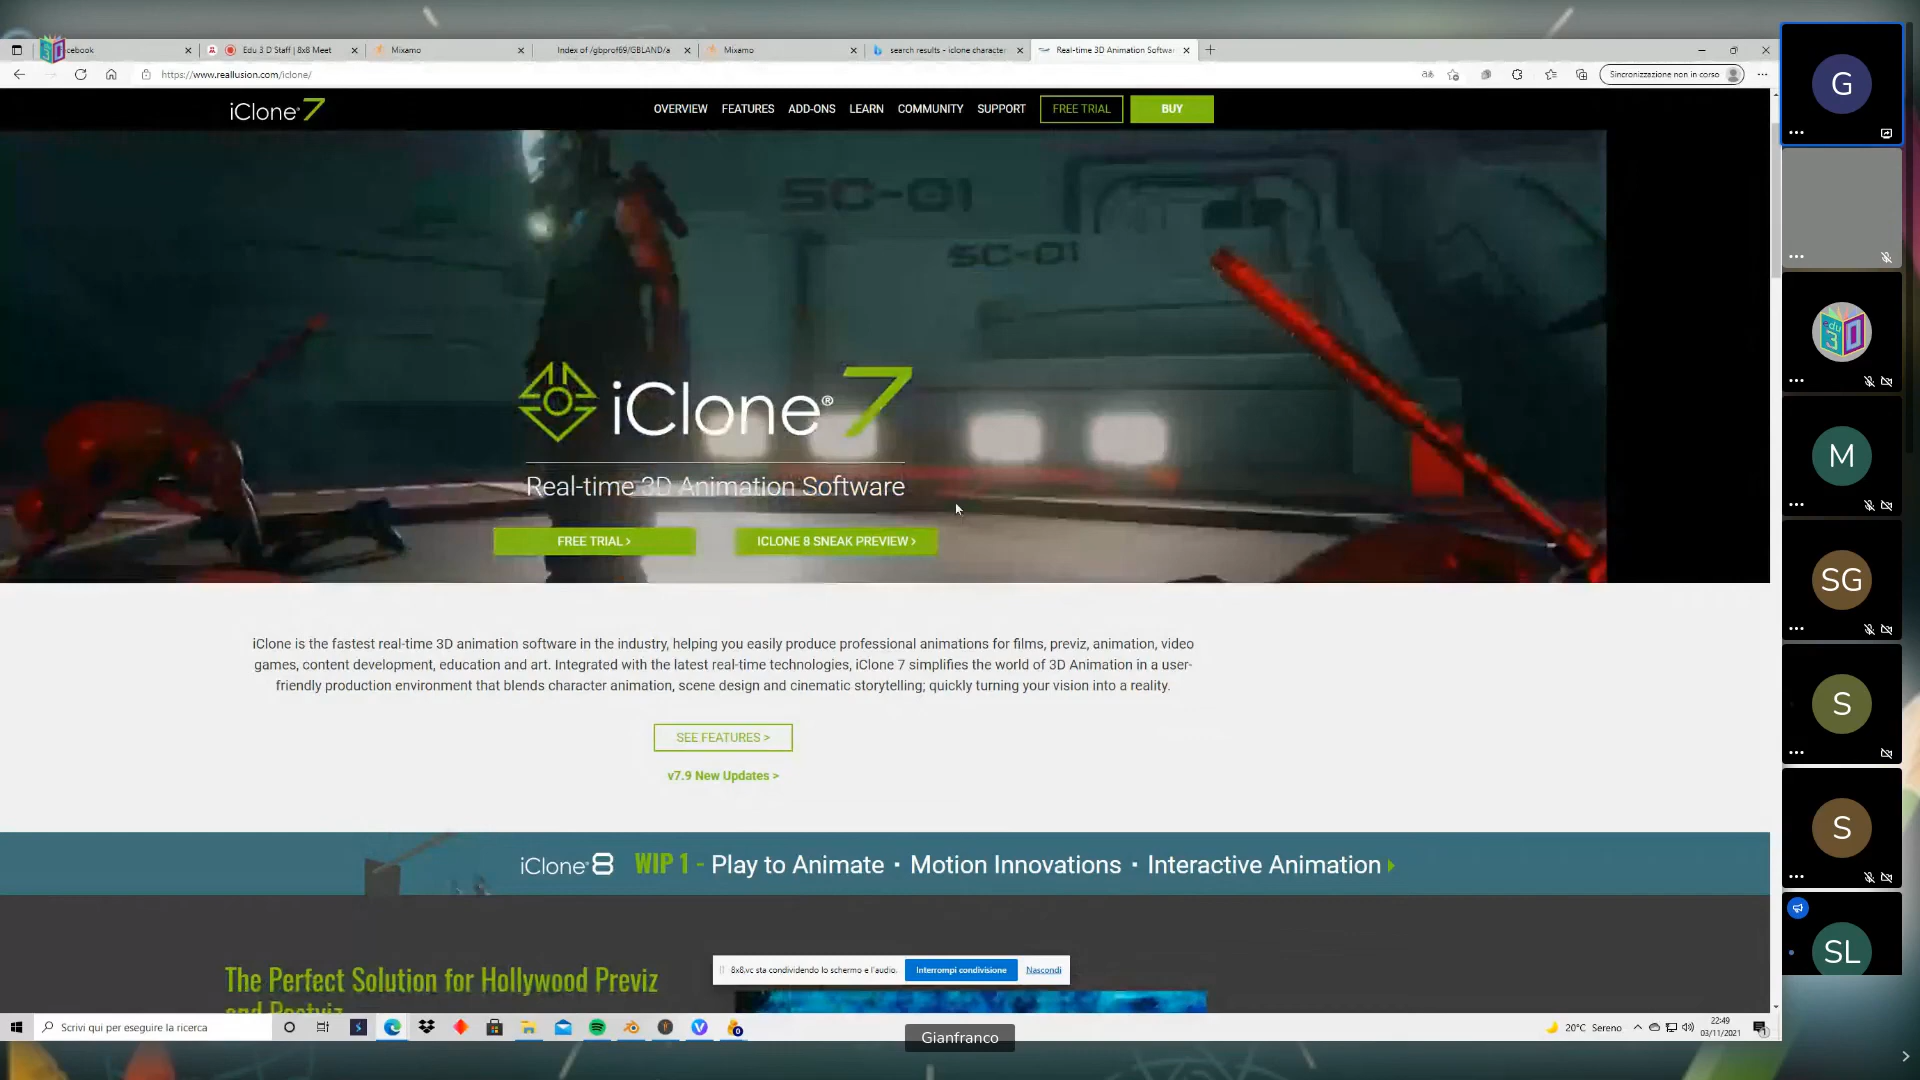 cebook
Edu 3 D Staff | 8x8 Meet
Mixamo
Index of /gbprof69/GBLAND/a
Mixamo
search results - iclone character
Real-time 3D Animation Softwar
https://www.reallusion.com/iclone/
Sincronizzazione non in corso
iClone 7
OVERVIEW
FEATURES
ADD-ONS
LEARN
COMMUNITY
SUPPORT
FREE TRIAL
BUY
SC-01
SC-01
iClone® 7
Real-time 3D Animation Software
FREE TRIAL >
ICLONE 8 SNEAK PREVIEW >
iClone is the fastest real-time 3D animation software in the industry, helping you easily produce professional animations for films, previz, animation, video
games, content development, education and art. Integrated with the latest real-time technologies, iClone 7 simplifies the world of 3D Animation in a user-
friendly production environment that blends character animation, scene design and cinematic storytelling; quickly turning your vision into a reality.
SEE FEATURES >
v7.9 New Updates >
iClone 8 WIP 1 - Play to Animate · Motion Innovations · Interactive Animation
The Perfect Solution for Hollywood Previz
and Postviz
8x8.vc sta condividendo lo schermo e l'audio.
Interrompi condivisione
Nascondi
Scrivi qui per eseguire la ricerca
20°C Sereno
22:49
03/11/2021
Gianfranco
G
edu
3D
M
SG
S
S
SL